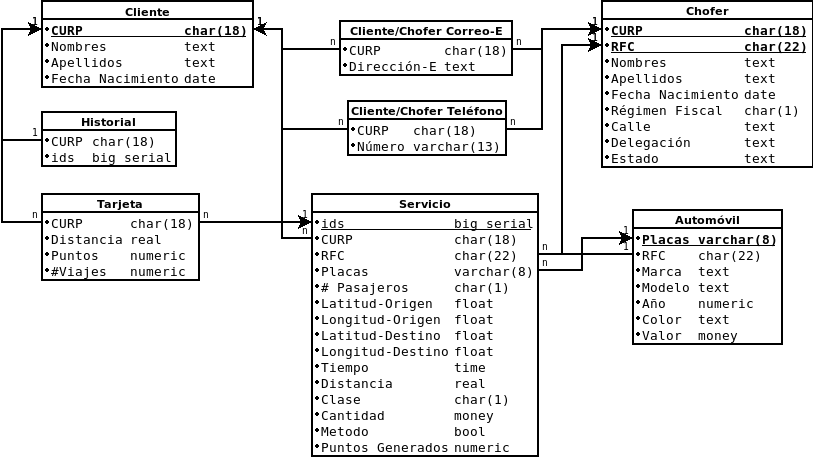 Cliente
CURP char(18)
Nombres text
Apellidos text
Fecha Nacimiento date
Historial
CURP char(18)
ids big serial
Tarjeta
CURP char(18)
Distancia real
Puntos numeric
#Viajes numeric
Cliente/Chofer Correo-E
CURP char(18)
Dirección-E text
Cliente/Chofer Teléfono
CURP char(18)
Número varchar(13)
Servicio
ids big serial
CURP char(18)
RFC char(22)
Placas varchar(8)
# Pasajeros char(1)
Latitud-Origen float
Longitud-Origen float
Latitud-Destino float
Longitud-Destino float
Tiempo time
Distancia real
Clase char(1)
Cantidad money
Metodo bool
Puntos Generados numeric
Chofer
CURP char(18)
RFC char(22)
Nombres text
Apellidos text
Fecha Nacimiento date
Régimen Fiscal char(1)
Calle text
Delegación text
Estado text
Automóvil
Placas varchar(8)
RFC char(22)
Marca text
Modelo text
Año numeric
Color text
Valor money
1
1
1
n
n
n
n
n
n
1
n
n
n
1
1
1
1